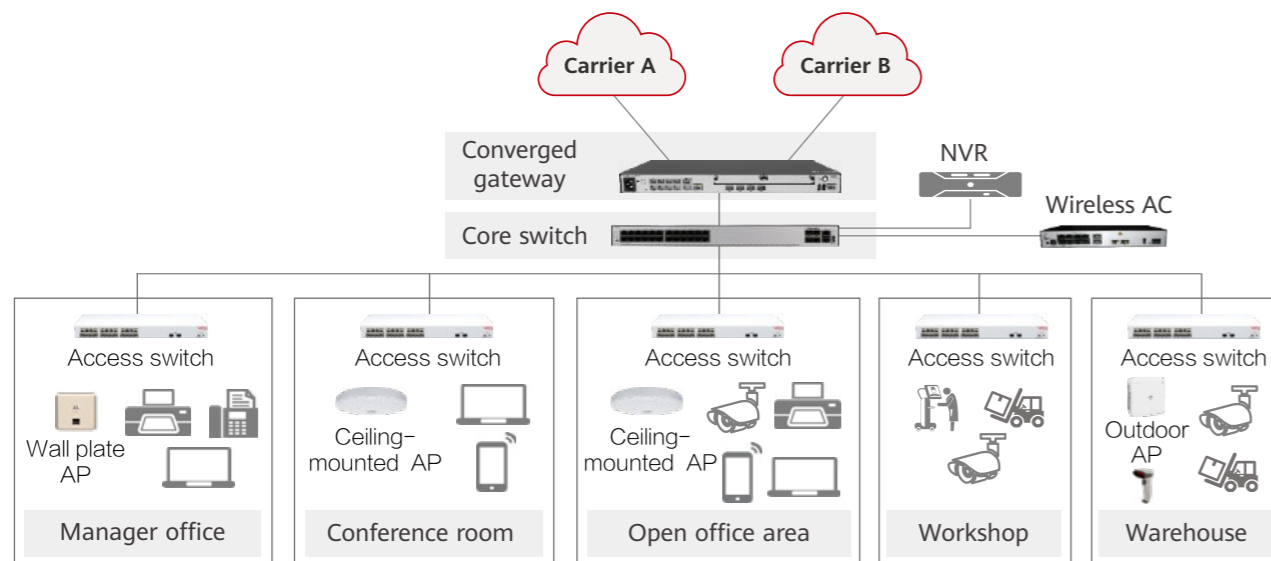 Carrier A
Carrier B
Converged
gateway
NVR
Wireless AC
Core switch
Access switch
Access switch
Access switch
Access switch
Access switch
Wall plate
AP
Ceiling-
mounted AP
Ceiling-
mounted AP
Outdoor
AP
Manager office
Conference room
Open office area
Workshop
Warehouse